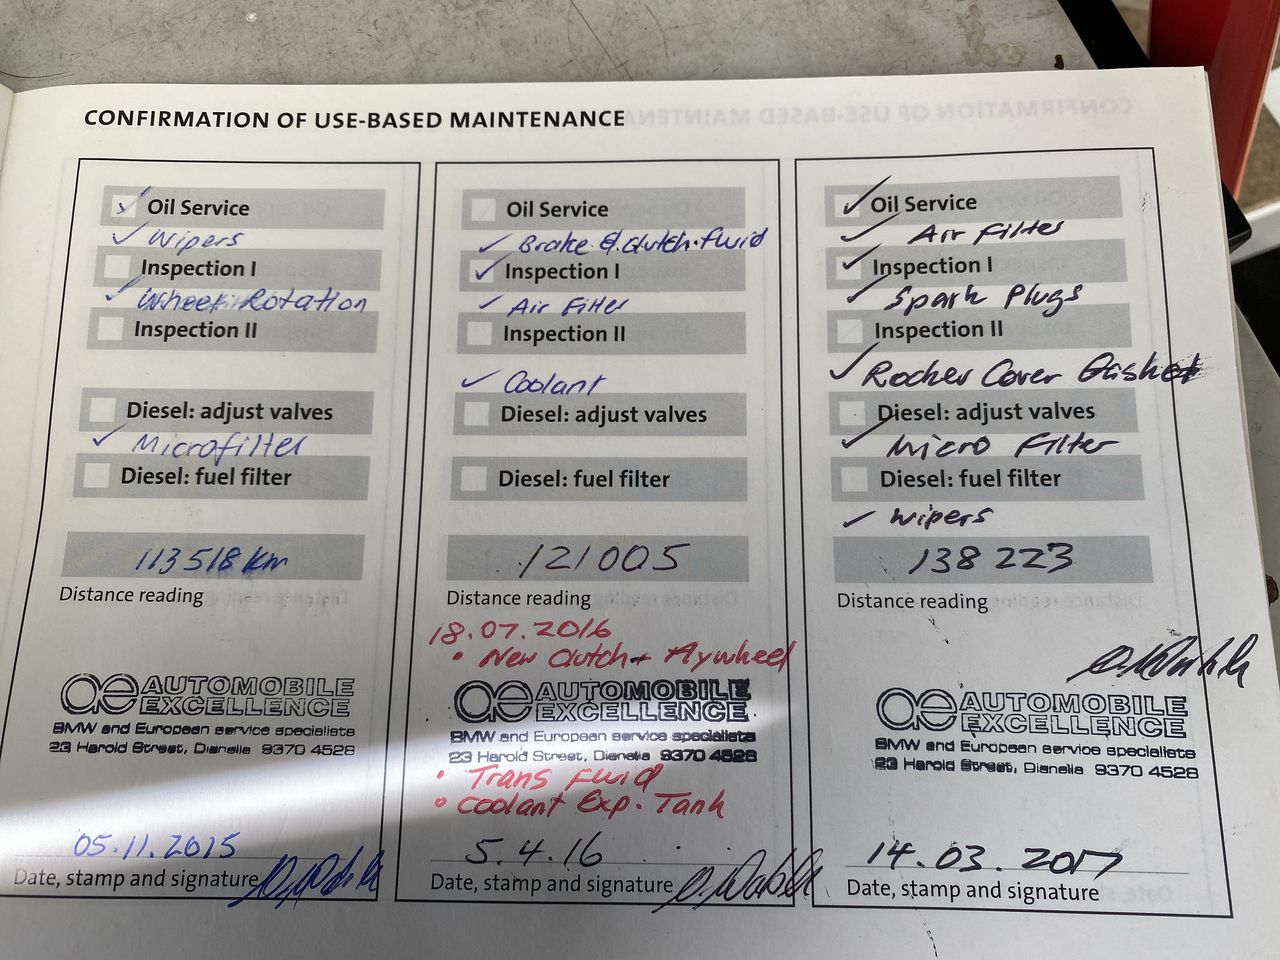 CONFIRMATION OF USE-BASED MAINTENANCE
✓ Oil Service
✓ Wipers
Inspection I
✓ Wheel Rotation
Inspection II
Diesel: adjust valves
✓ Microfilter
Diesel: fuel filter
113518 km
Distance reading
ae AUTOMOBILE
EXCELLENCE
BMW and European service specialists
23 Harold Street, Dianella 9370 4528
05.11.2015
Date, stamp and signature
Oil Service
✓ Brake & clutch fluid
✓ Inspection I
✓ Air Filter
Inspection II
✓ Coolant
Diesel: adjust valves
Diesel: fuel filter
121005
Distance reading
18.07.2016
• New Clutch + Flywheel
ae AUTOMOBILE
EXCELLENCE
BMW and European service specialists
23 Harold Street, Dianella 9370 4528
• Trans Fluid
• Coolant Exp. Tank
5.4.16
Date, stamp and signature
✓ Oil Service
✓ Air Filter
✓ Inspection I
✓ Spark Plugs
Inspection II
✓ Rocker Cover Gasket
Diesel: adjust valves
✓ Micro Filter
Diesel: fuel filter
✓ Wipers
138 223
Distance reading
ae AUTOMOBILE
EXCELLENCE
BMW and European service specialists
23 Harold Street, Dianella 9370 4528
14.03.2017
Date, stamp and signature